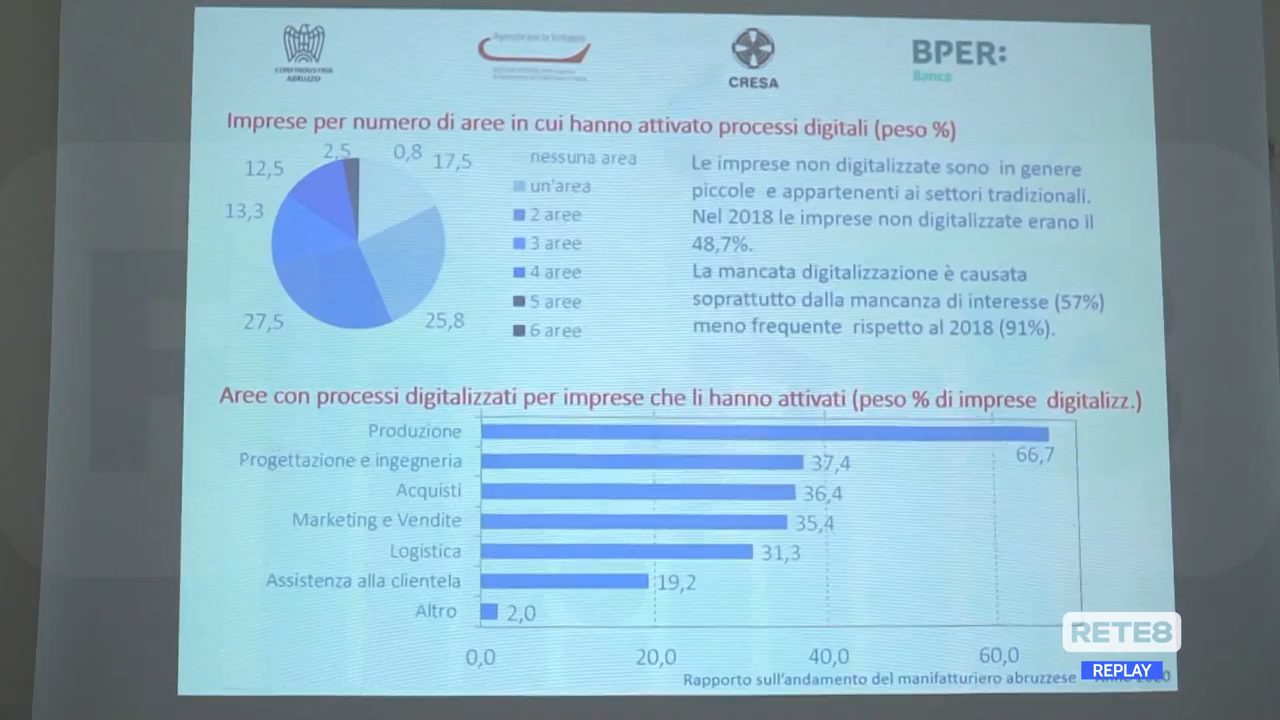 CONFINDUSTRIA
ABRUZZO
Agenzia per lo Sviluppo
CRESA
BPER:
Banca
Imprese per numero di aree in cui hanno attivato processi digitali (peso %)
2,5
0,8
17,5
12,5
13,3
27,5
25,8
nessuna area
un'area
2 aree
3 aree
4 aree
5 aree
6 aree
Le imprese non digitalizzate sono in genere
piccole e appartenenti ai settori tradizionali.
Nel 2018 le imprese non digitalizzate erano il
48,7%.
La mancata digitalizzazione è causata
soprattutto dalla mancanza di interesse (57%)
meno frequente rispetto al 2018 (91%).
Aree con processi digitalizzati per imprese che li hanno attivati (peso % di imprese digitalizz.)
Produzione
66,7
Progettazione e ingegneria
37,4
Acquisti
36,4
Marketing e Vendite
35,4
Logistica
31,3
Assistenza alla clientela
19,2
Altro
2,0
0,0
20,0
40,0
60,0
RETE8
REPLAY
Rapporto sull'andamento del manifatturiero abruzzese